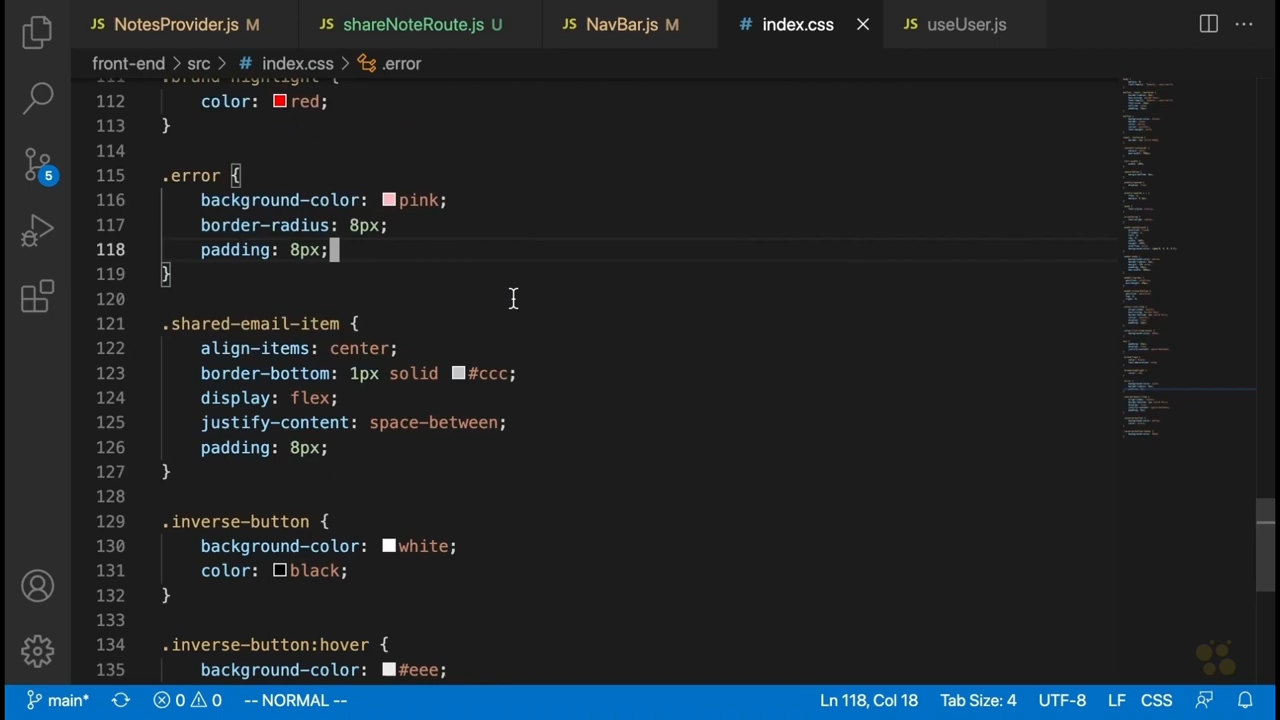 JS NotesProvider.js M
JS shareNoteRoute.js U
JS NavBar.js M
# index.css
JS useUser.js
front-end > src > # index.css > .error
112 color: red;
113 }
114
115 .error {
116 background-color: pink;
117 border-radius: 8px;
118 padding: 8px;
119 }
120
121 .shared-email-item {
122 align-items: center;
123 border-bottom: 1px solid #ccc;
124 display: flex;
125 justify-content: space-between;
126 padding: 8px;
127 }
128
129 .inverse-button {
130 background-color: white;
131 color: black;
132 }
133
134 .inverse-button:hover {
135 background-color: #eee;
5
main* 0 0 -- NORMAL -- Ln 118, Col 18 Tab Size: 4 UTF-8 LF CSS